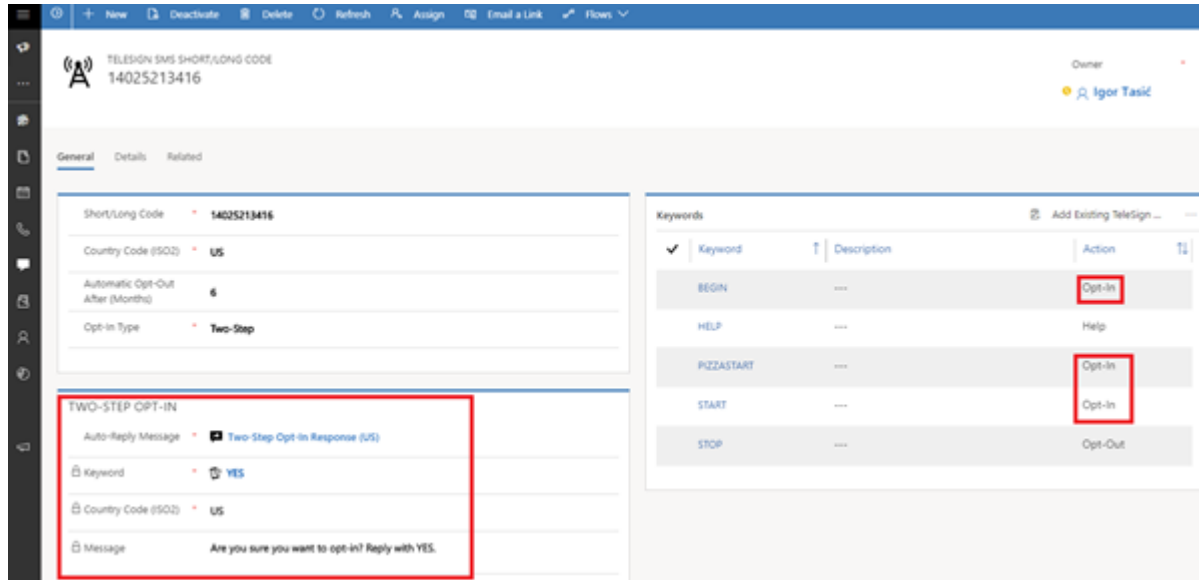 New Deactivate Delete Refresh Assign Email a Link Flows
TELESIGN SMS SHORT/LONG CODE
14025213416
Owner *
Igor Tasić
General Details Related
Short/Long Code * 14025213416
Country Code (ISO2) * US
Automatic Opt-Out
After (Months) 6
Opt-In Type * Two-Step
TWO-STEP OPT-IN
Auto-Reply Message * Two-Step Opt-In Response (US)
Keyword * YES
Country Code (ISO2) * US
Message Are you sure you want to opt-in? Reply with YES.
Keywords Add Existing TeleSign ...
Keyword Description Action
BEGIN --- Opt-In
HELP --- Help
PIZZASTART --- Opt-In
START --- Opt-In
STOP --- Opt-Out